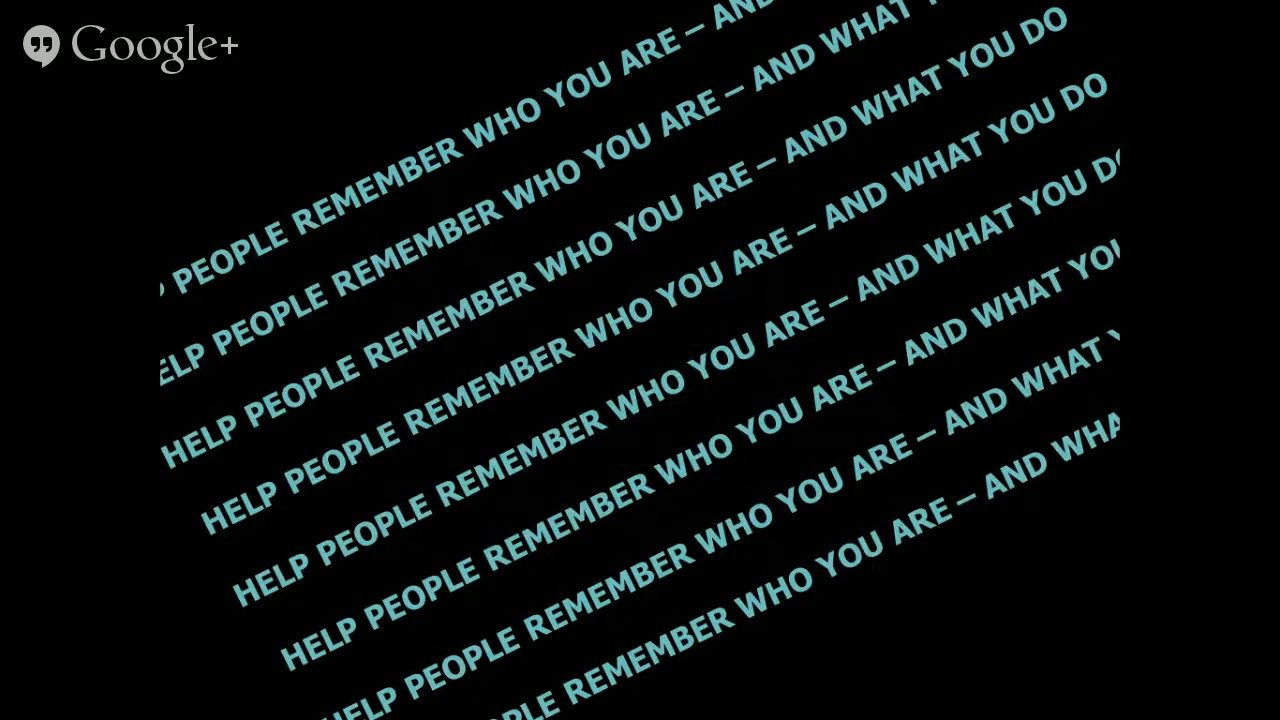 Google+
PEOPLE REMEMBER WHO YOU ARE – AND
HELP PEOPLE REMEMBER WHO YOU ARE – AND WHAT
HELP PEOPLE REMEMBER WHO YOU ARE – AND WHAT YOU DO
HELP PEOPLE REMEMBER WHO YOU ARE – AND WHAT YOU DO
HELP PEOPLE REMEMBER WHO YOU ARE – AND WHAT YOU DO
HELP PEOPLE REMEMBER WHO YOU ARE – AND WHAT YOU
HELP PEOPLE REMEMBER WHO YOU ARE – AND WHAT
REMEMBER WHO YOU ARE – AND WHAT